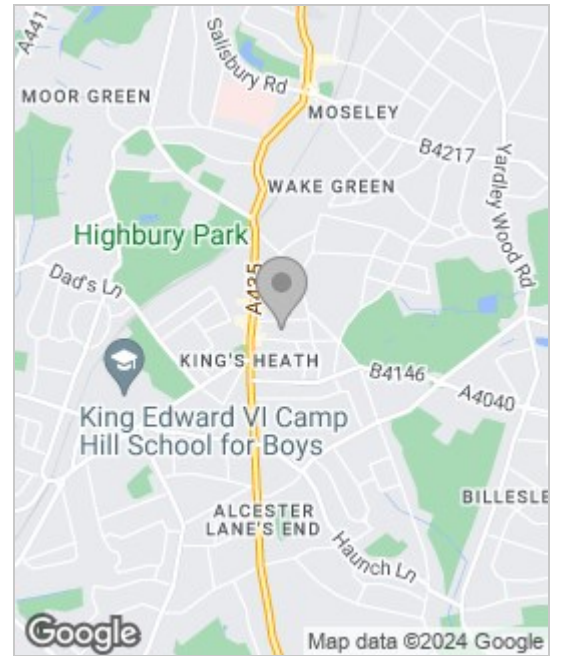 A441
Salisbury Rd
MOOR GREEN
MOSELEY
B4217
Yardley Wood Rd
WAKE GREEN
Highbury Park
Dad's Ln
A435
KING'S HEATH
B4146
A4040
King Edward VI Camp
Hill School for Boys
BILLESLE
ALCESTER
LANE'S END
Haunch Ln
Google
Map data ©2024 Google